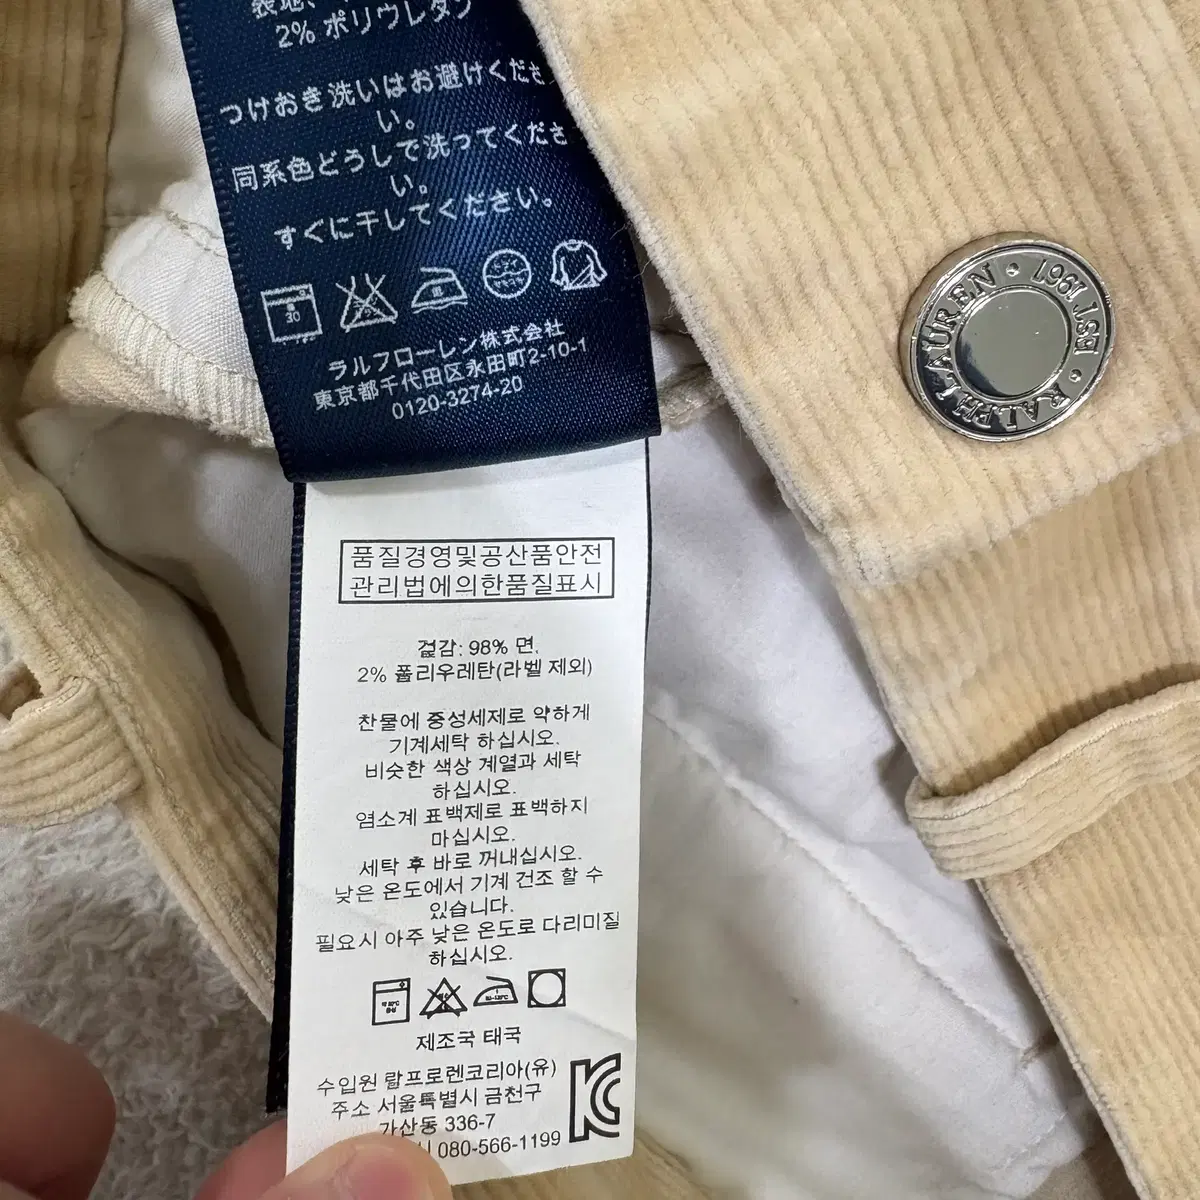 2% ポリウレタン
つけおき洗いはお避けくださ
い。
同系色どうしで洗ってくださ
い。
すぐに干してください。
30
ラルフローレン株式会社
東京都千代田区永田町2-10-1
0120-3274-20
RALPH LAUREN • EST 1967 •
품질경영및공산품안전
관리법에의한품질표시
겉감: 98% 면,
2% 폴리우레탄(라벨 제외)
찬물에 중성세제로 약하게
기계세탁 하십시오.
비슷한 색상 계열과 세탁
하십시오.
염소계 표백제로 표백하지
마십시오.
세탁 후 바로 꺼내십시오.
낮은 온도에서 기계 건조 할 수
있습니다.
필요시 아주 낮은 온도로 다리미질
하십시오.
제조국 태국
수입원 랄프로렌코리아(유)
주소 서울특별시 금천구
가산동 336-7
080-566-1199